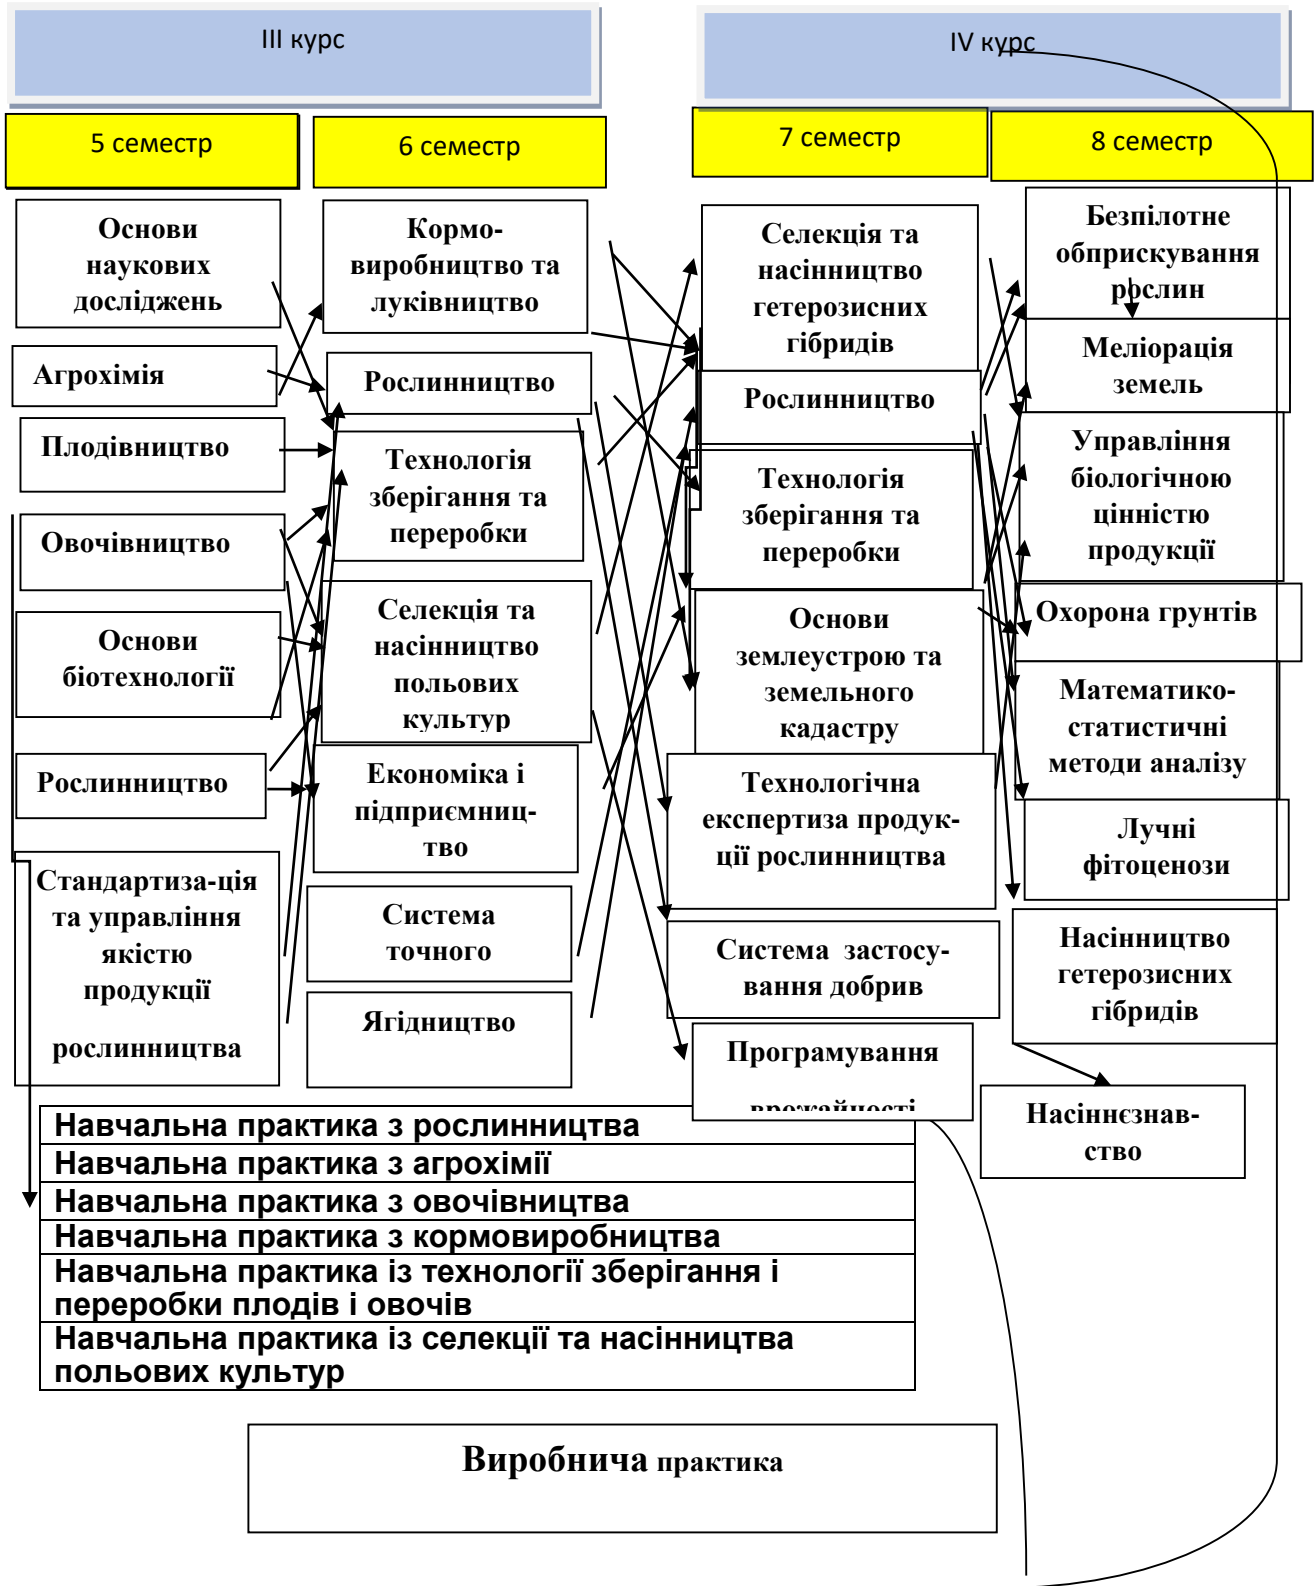 III курс
IV курс
5 семестр
6 семестр
7 семестр
8 семестр
Основи
наукових
досліджень
Агрохімія
Плодівництво
Овочівництво
Основи
біотехнології
Рослинництво
Стандартиза-ція
та управління
якістю
продукції
рослинництва
Кормо-
виробництво та
луківництво
Рослинництво
Технологія
зберігання та
переробки
Селекція та
насінництво
польових
культур
Економіка і
підприємниц-
тво
Система
точного
Ягідництво
Селекція та
насінництво
гетерозисних
гібридів
Рослинництво
Технологія
зберігання та
переробки
Основи
землеустрою та
земельного
кадастру
Технологічна
експертиза продук-
ції рослинництва
Система застосу-
вання добрив
Програмування
врожайності
Безпілотне
обприскування
рослин
Меліорація
земель
Управління
біологічною
цінністю
продукції
Охорона грунтів
Математико-
статистичні
методи аналізу
Лучні
фітоценози
Насінництво
гетерозисних
гібридів
Насіннєзнав-
ство
Навчальна практика з рослинництва
Навчальна практика з агрохімії
Навчальна практика з овочівництва
Навчальна практика з кормовиробництва
Навчальна практика із технології зберігання і
переробки плодів і овочів
Навчальна практика із селекції та насінництва
польових культур
Виробнича практика